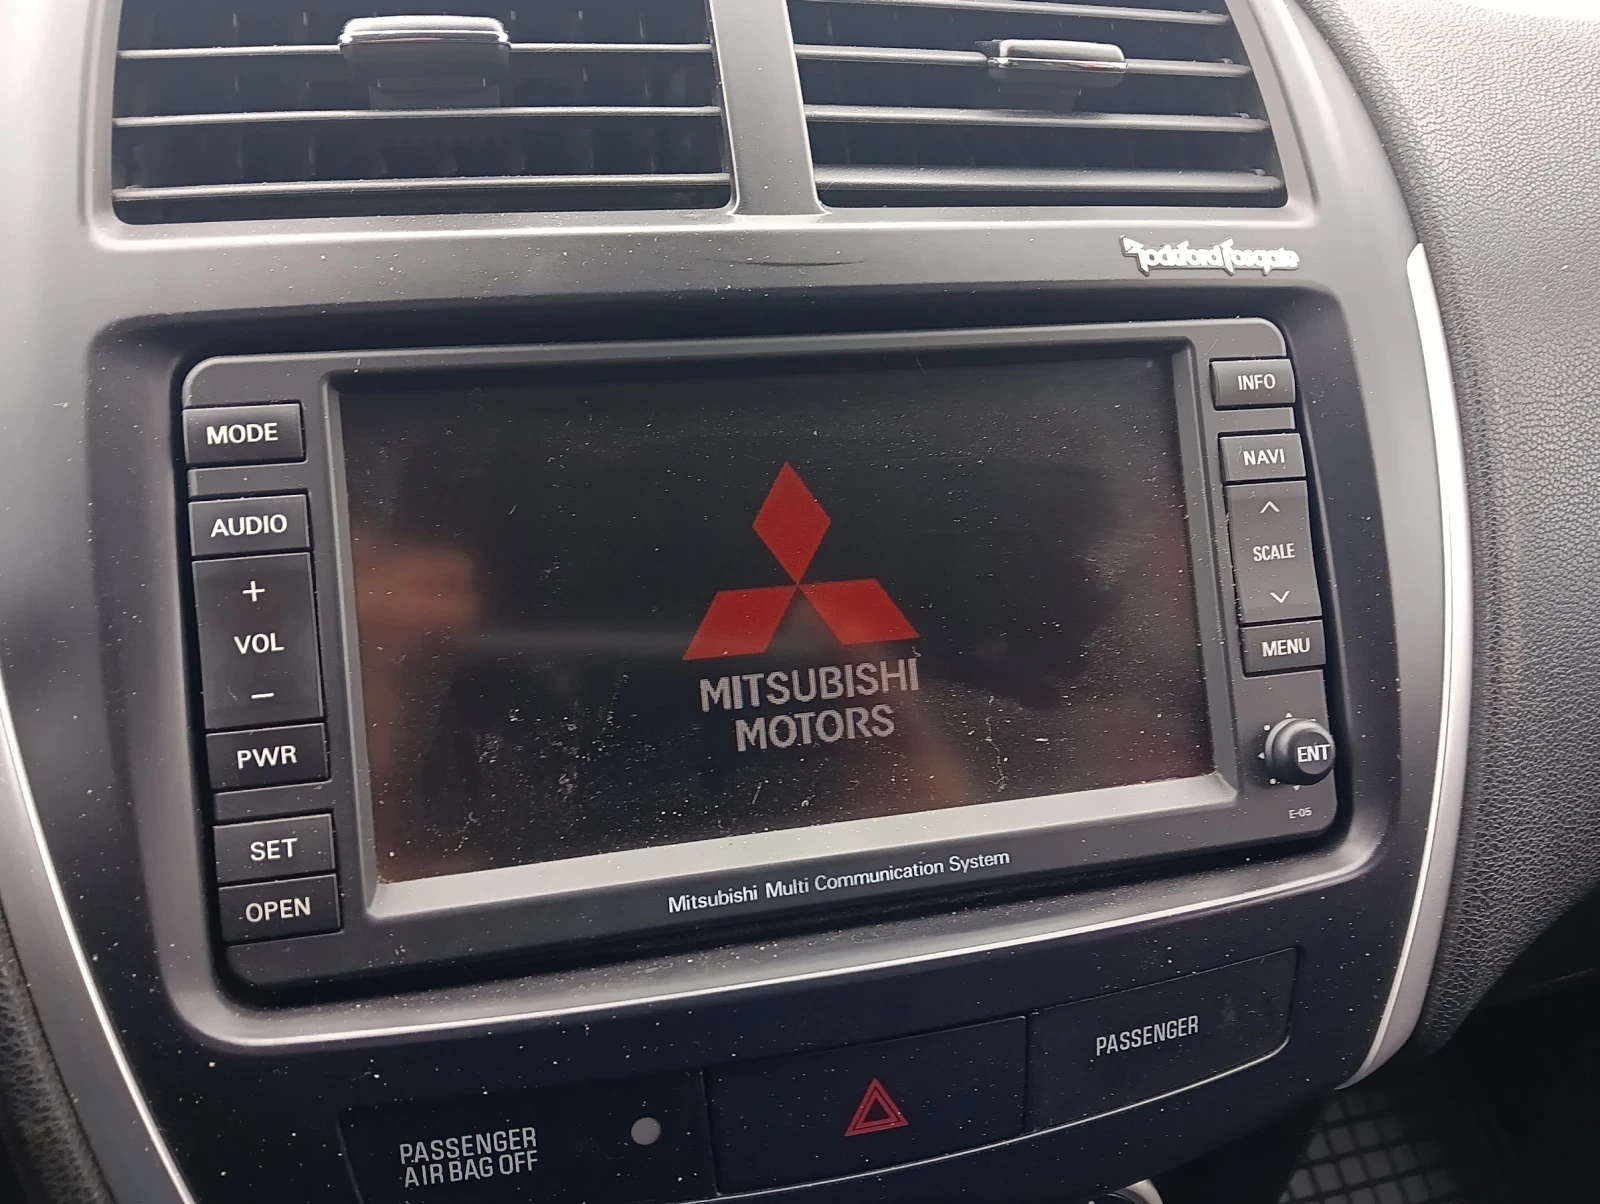 Rockford Fosgate
MODE
AUDIO
+
VOL
−
PWR
SET
OPEN
MITSUBISHI
MOTORS
INFO
NAVI
SCALE
MENU
ENT
E-05
Mitsubishi Multi Communication System
PASSENGER
AIR BAG OFF
PASSENGER